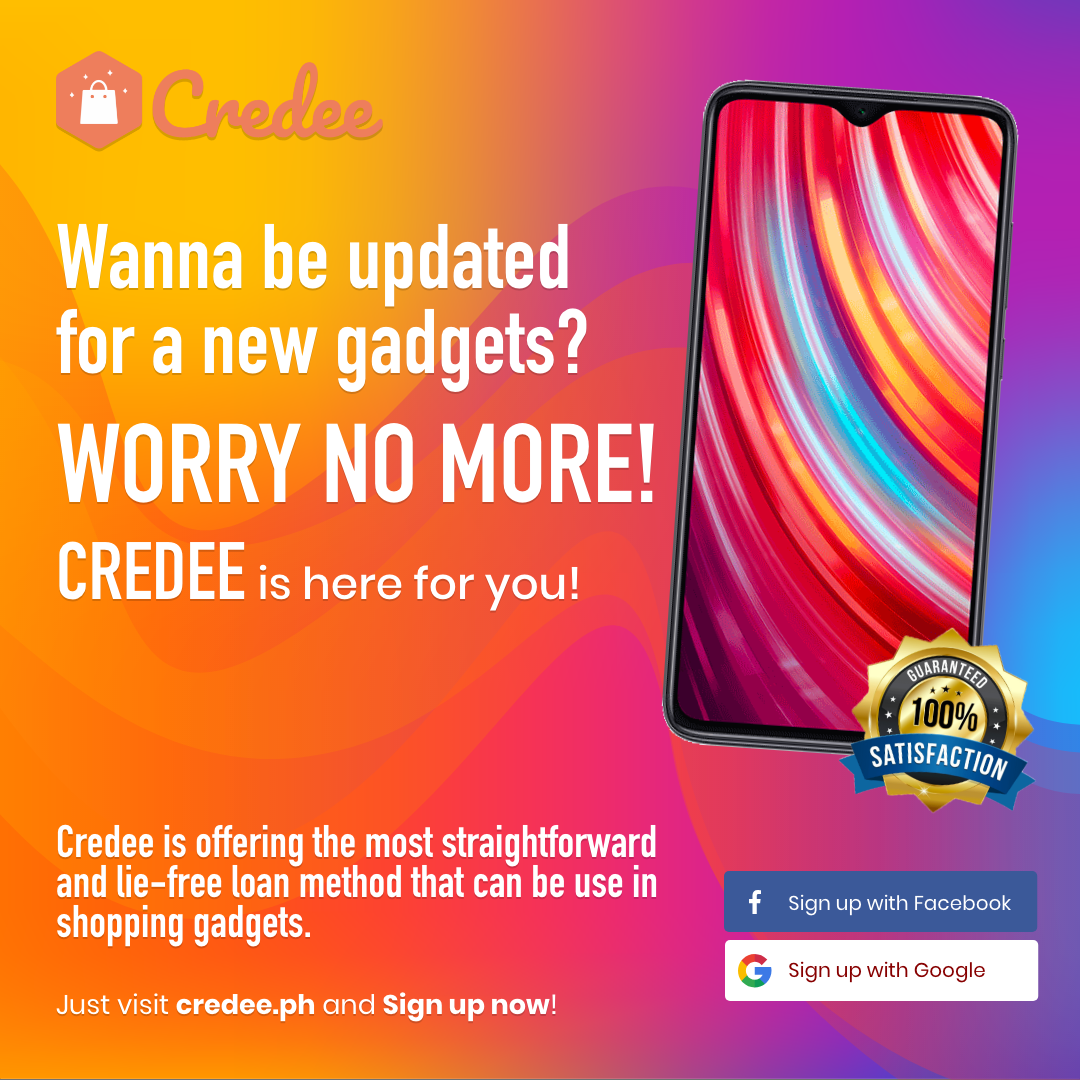 Credee
Wanna be updated
for a new gadgets?
WORRY NO MORE!
CREDEE is here for you!
GUARANTEED
100%
SATISFACTION
Credee is offering the most straightforward
and lie-free loan method that can be use in
shopping gadgets.
Sign up with Facebook
Sign up with Google
Just visit credee.ph and Sign up now!